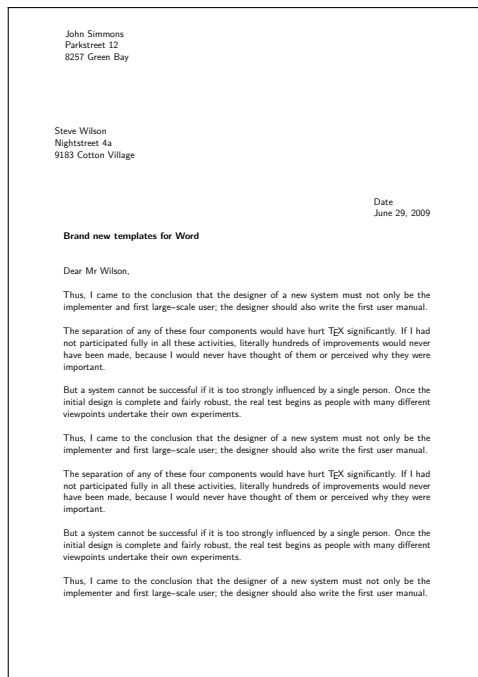 John Simmons
Parkstreet 12
8257 Green Bay
Steve Wilson
Nightstreet 4a
9183 Cotton Village
Date
June 29, 2009
Brand new templates for Word
Dear Mr Wilson,
Thus, I came to the conclusion that the designer of a new system must not only be the
implementer and first large–scale user; the designer should also write the first user manual.
The separation of any of these four components would have hurt TEX significantly. If I had
not participated fully in all these activities, literally hundreds of improvements would never
have been made, because I would never have thought of them or perceived why they were
important.
But a system cannot be successful if it is too strongly influenced by a single person. Once the
initial design is complete and fairly robust, the real test begins as people with many different
viewpoints undertake their own experiments.
Thus, I came to the conclusion that the designer of a new system must not only be the
implementer and first large–scale user; the designer should also write the first user manual.
The separation of any of these four components would have hurt TEX significantly. If I had
not participated fully in all these activities, literally hundreds of improvements would never
have been made, because I would never have thought of them or perceived why they were
important.
But a system cannot be successful if it is too strongly influenced by a single person. Once the
initial design is complete and fairly robust, the real test begins as people with many different
viewpoints undertake their own experiments.
Thus, I came to the conclusion that the designer of a new system must not only be the
implementer and first large–scale user; the designer should also write the first user manual.